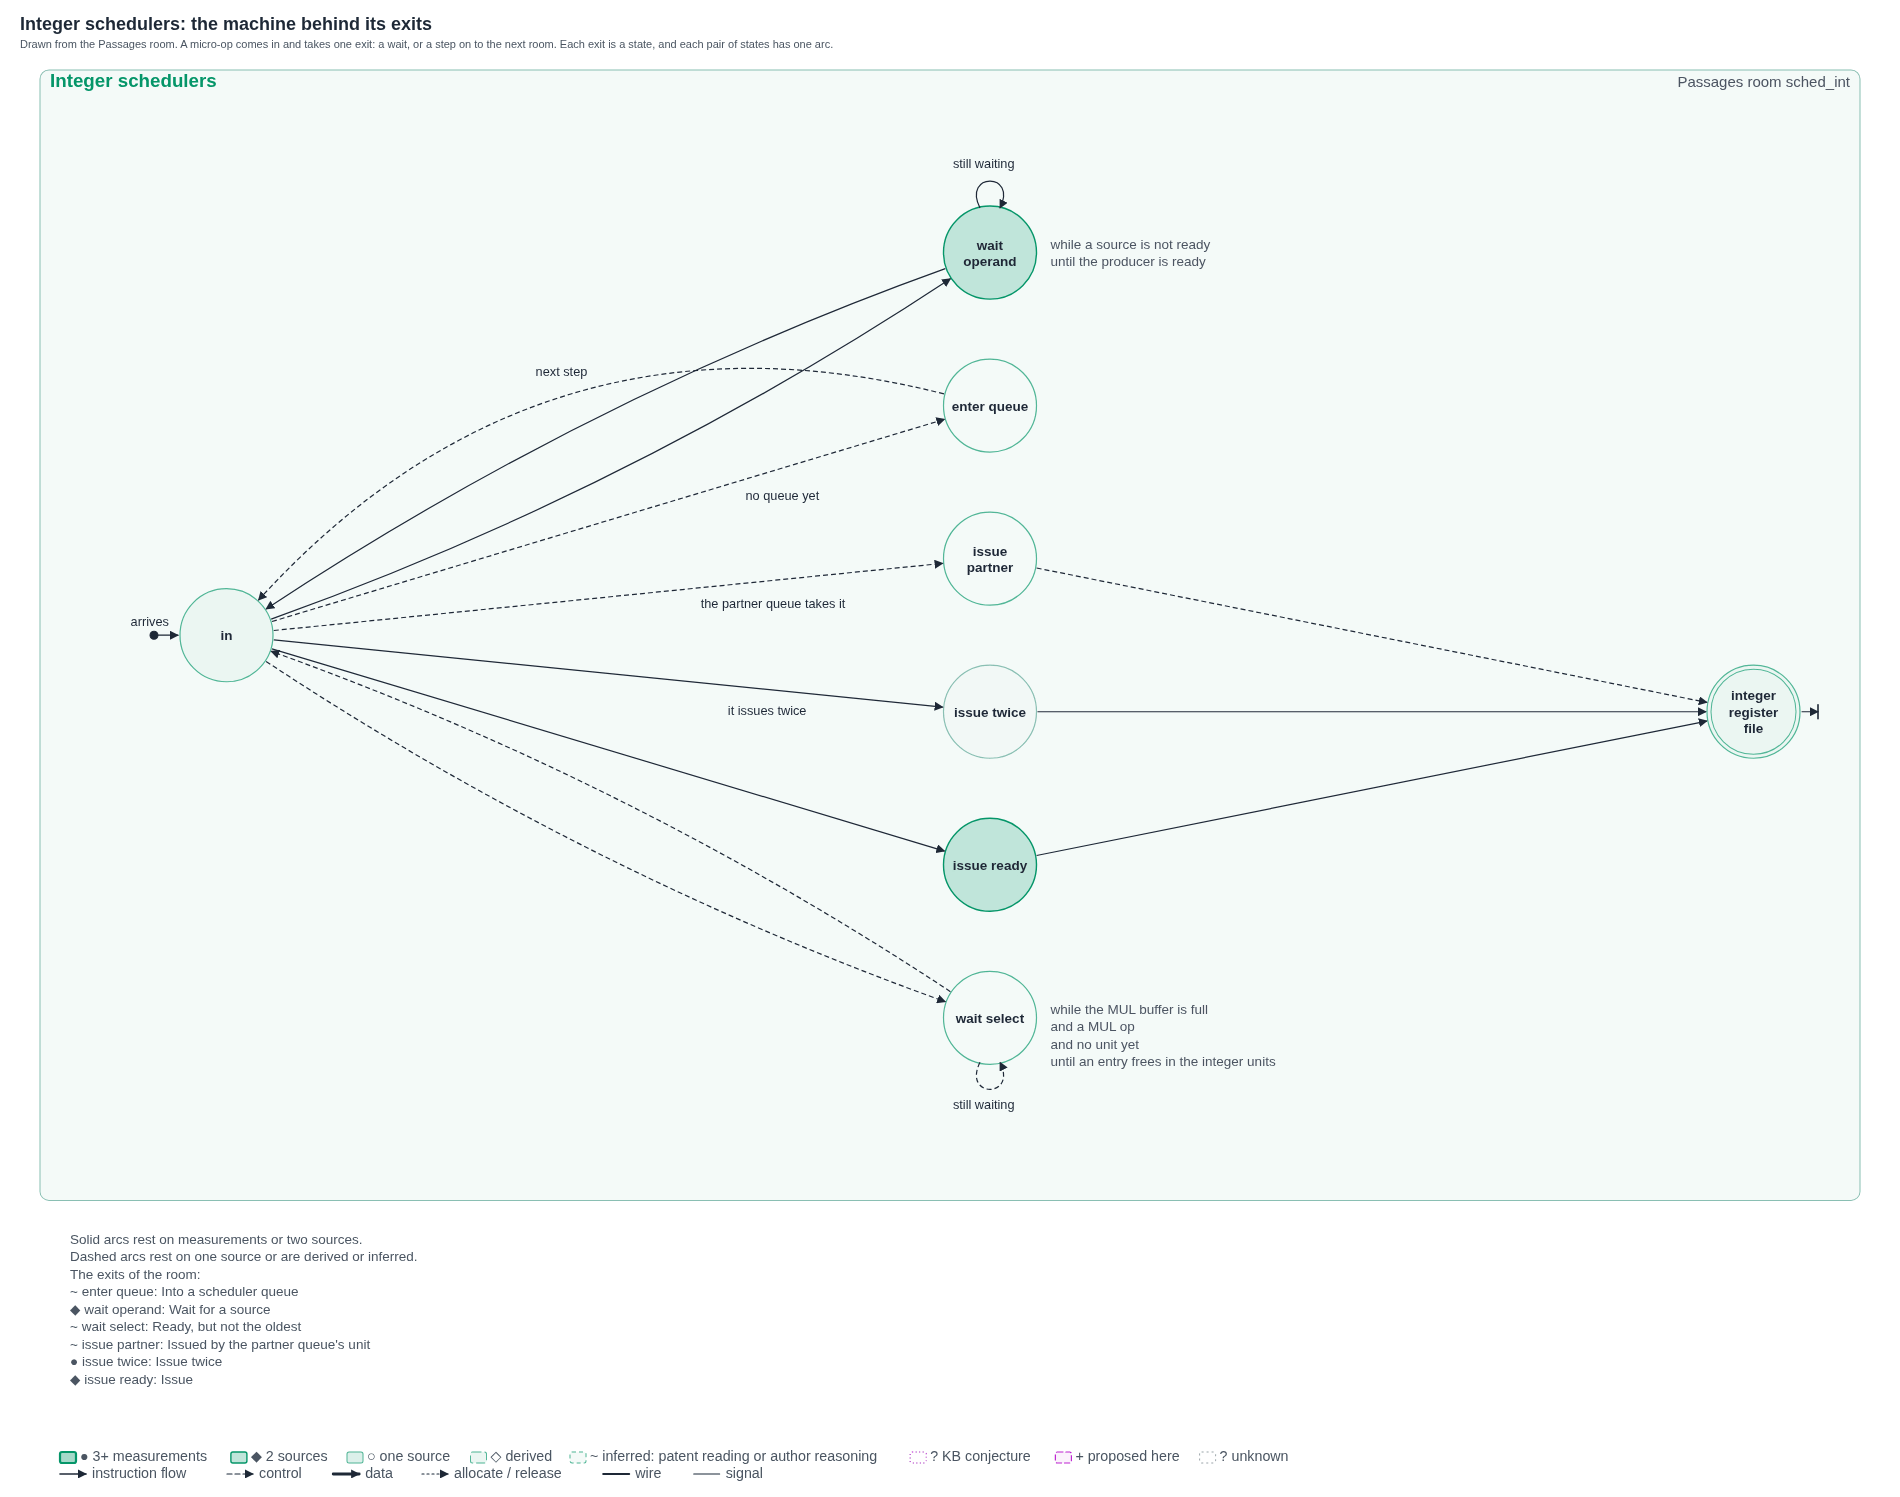 Integer schedulers: the machine behind its exits
Drawn from the Passages room. A micro-op comes in and takes one exit: a wait, or a step on to the next room. Each exit is a state, and each pair of states has one arc.
Integer schedulers
Passages room sched_int
still waiting
wait
operand
while a source is not ready
until the producer is ready
next step
enter queue
no queue yet
issue
partner
the partner queue takes it
arrives
in
it issues twice
issue twice
integer
register
file
issue ready
wait select
while the MUL buffer is full
and a MUL op
and no unit yet
until an entry frees in the integer units
still waiting
Solid arcs rest on measurements or two sources.
Dashed arcs rest on one source or are derived or inferred.
The exits of the room:
~ enter queue: Into a scheduler queue
◆ wait operand: Wait for a source
~ wait select: Ready, but not the oldest
~ issue partner: Issued by the partner queue's unit
● issue twice: Issue twice
◆ issue ready: Issue
● 3+ measurements ◆ 2 sources ○ one source ◇ derived ~ inferred: patent reading or author reasoning ? KB conjecture + proposed here ? unknown
instruction flow control data allocate / release wire signal